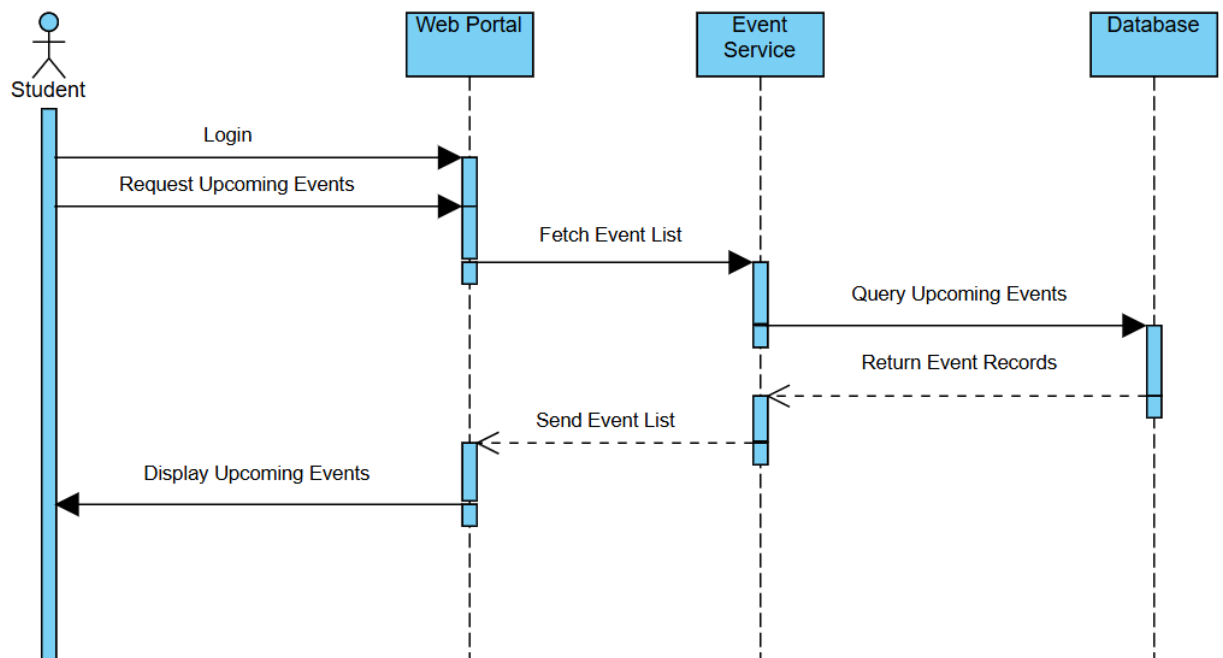 Web Portal
Event
Service
Database
Student
Login
Request Upcoming Events
Fetch Event List
Query Upcoming Events
Return Event Records
Send Event List
Display Upcoming Events